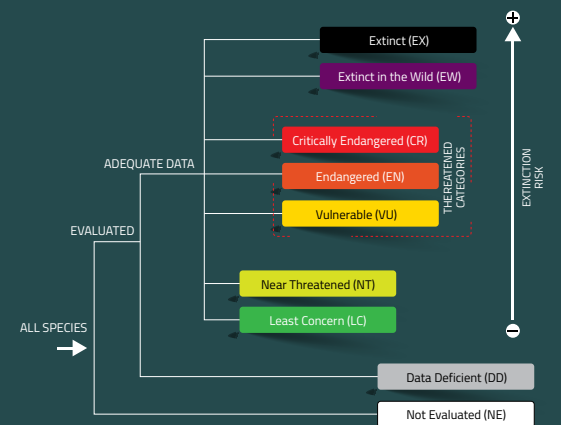 Extinct (EX)
Extinct in the Wild (EW)
Critically Endangered (CR)
ADEQUATE DATA
Endangered (EN)
THEREATENED
CATEGORIES
EXTINCTION
RISK
Vulnerable (VU)
EVALUATED
Near Threatened (NT)
Least Concern (LC)
ALL SPECIES
Data Deficient (DD)
Not Evaluated (NE)